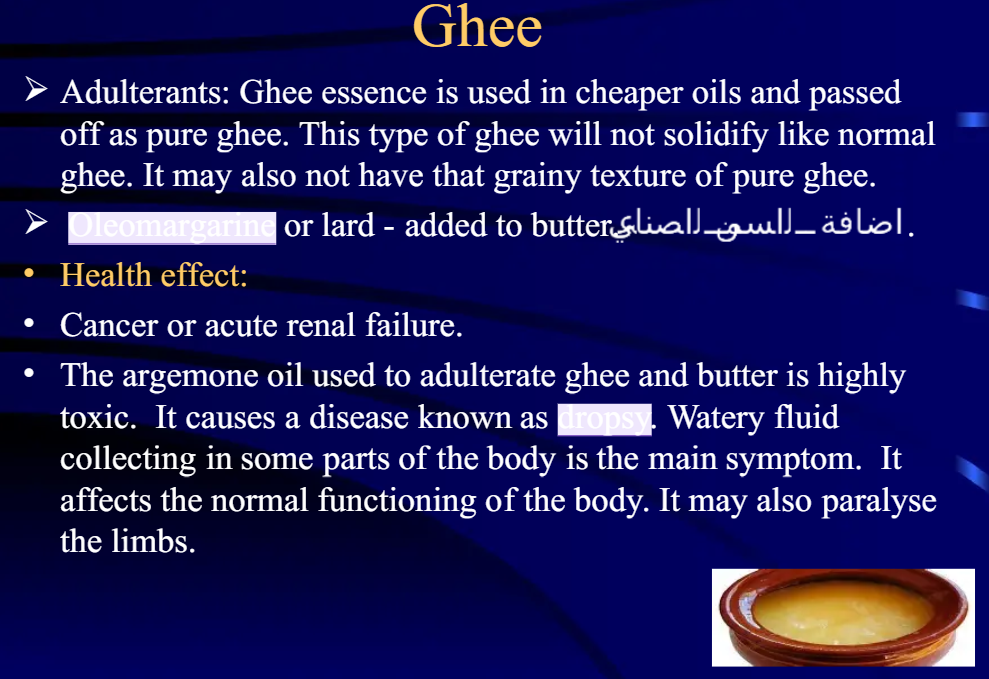 Ghee
➢ Adulterants: Ghee essence is used in cheaper oils and passed
off as pure ghee. This type of ghee will not solidify like normal
ghee. It may also not have that grainy texture of pure ghee.
➢ Oleomargarine or lard - added to butter. اضافة السمن الصناعي.
• Health effect:
• Cancer or acute renal failure.
• The argemone oil used to adulterate ghee and butter is highly
toxic. It causes a disease known as dropsy. Watery fluid
collecting in some parts of the body is the main symptom. It
affects the normal functioning of the body. It may also paralyse
the limbs.